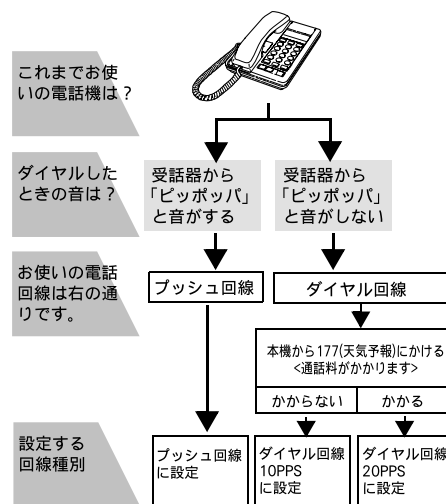 これまでお使
いの電話機は？
ダイヤルした
ときの音は？
受話器から
「ピッポッパ」
と音がする
受話器から
「ピッポッパ」
と音がしない
お使いの電話
回線は右の通
りです。
プッシュ回線
ダイヤル回線
本機から177(天気予報)にかける
<通話料がかかります>
かからない
かかる
設定する
回線種別
プッシュ回線
に設定
ダイヤル回線
10PPS
に設定
ダイヤル回線
20PPS
に設定